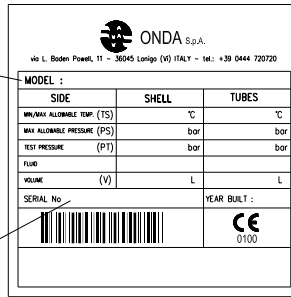 ONDA S.p.A.
via L. Baden Powell, 11 - 36045 Lonigo (VI) ITALY - tel.: +39 0444 720720
MODEL :
SIDE SHELL TUBES
MIN/MAX ALLOWABLE TEMP. (TS) °C °C
MAX ALLOWABLE PRESSURE (PS) bar bar
TEST PRESSURE (PT) bar bar
FLUID
VOLUME (V) L L
SERIAL No YEAR BUILT :
CE
0100